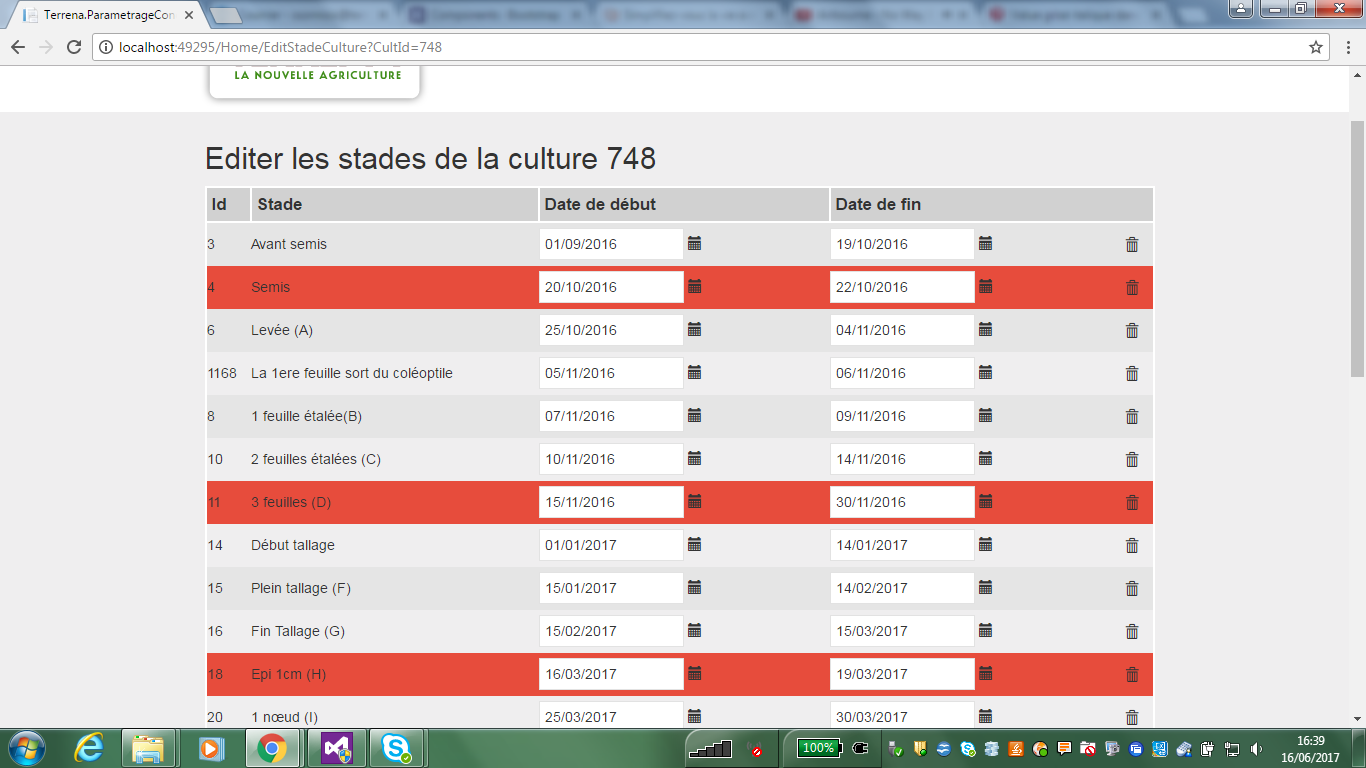 Terrena.ParametrageCon
localhost:49295/Home/EditStadeCulture?CultId=748
LA NOUVELLE AGRICULTURE
Editer les stades de la culture 748
Id Stade Date de début Date de fin
3 Avant semis 01/09/2016 19/10/2016
4 Semis 20/10/2016 22/10/2016
6 Levée (A) 25/10/2016 04/11/2016
1168 La 1ere feuille sort du coléoptile 05/11/2016 06/11/2016
8 1 feuille étalée(B) 07/11/2016 09/11/2016
10 2 feuilles étalées (C) 10/11/2016 14/11/2016
11 3 feuilles (D) 15/11/2016 30/11/2016
14 Début tallage 01/01/2017 14/01/2017
15 Plein tallage (F) 15/01/2017 14/02/2017
16 Fin Tallage (G) 15/02/2017 15/03/2017
18 Epi 1cm (H) 16/03/2017 19/03/2017
20 1 nœud (I) 25/03/2017 30/03/2017
100%
16:39
16/06/2017